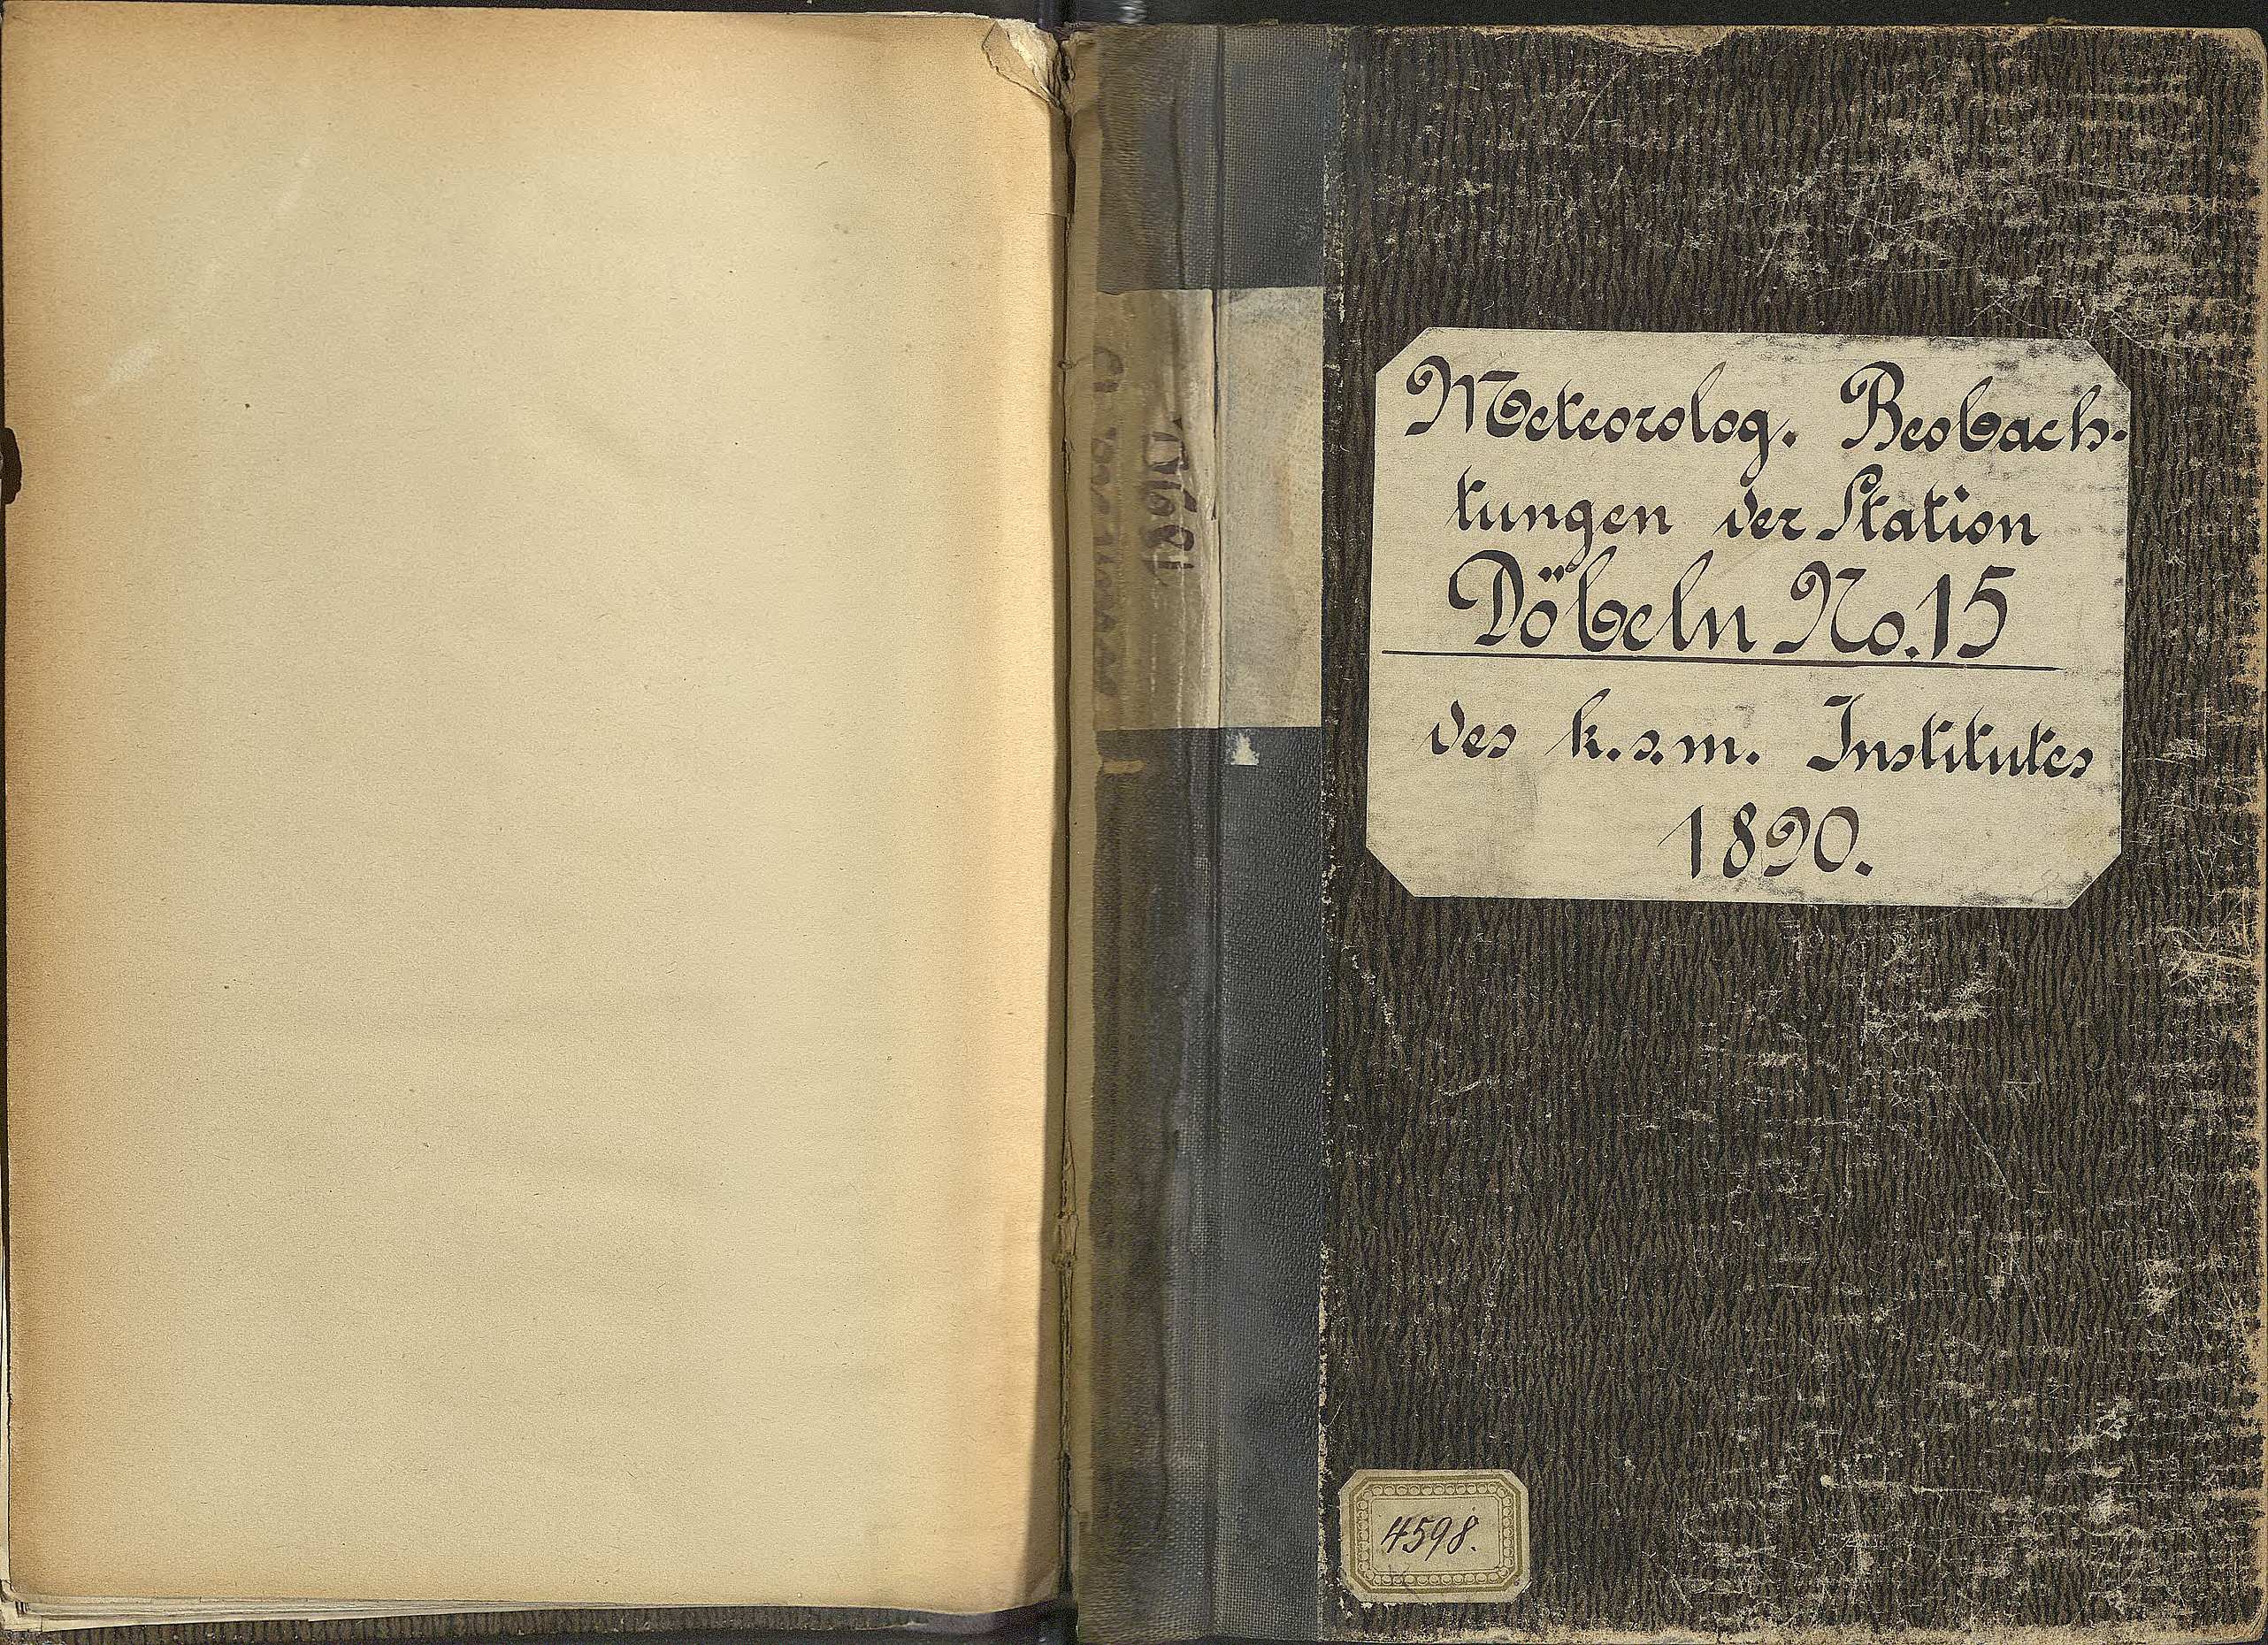 Meteorolog. Beobach-
tungen der Station
Döbeln No. 15
des k. s. m. Institutes
1890.
4598.